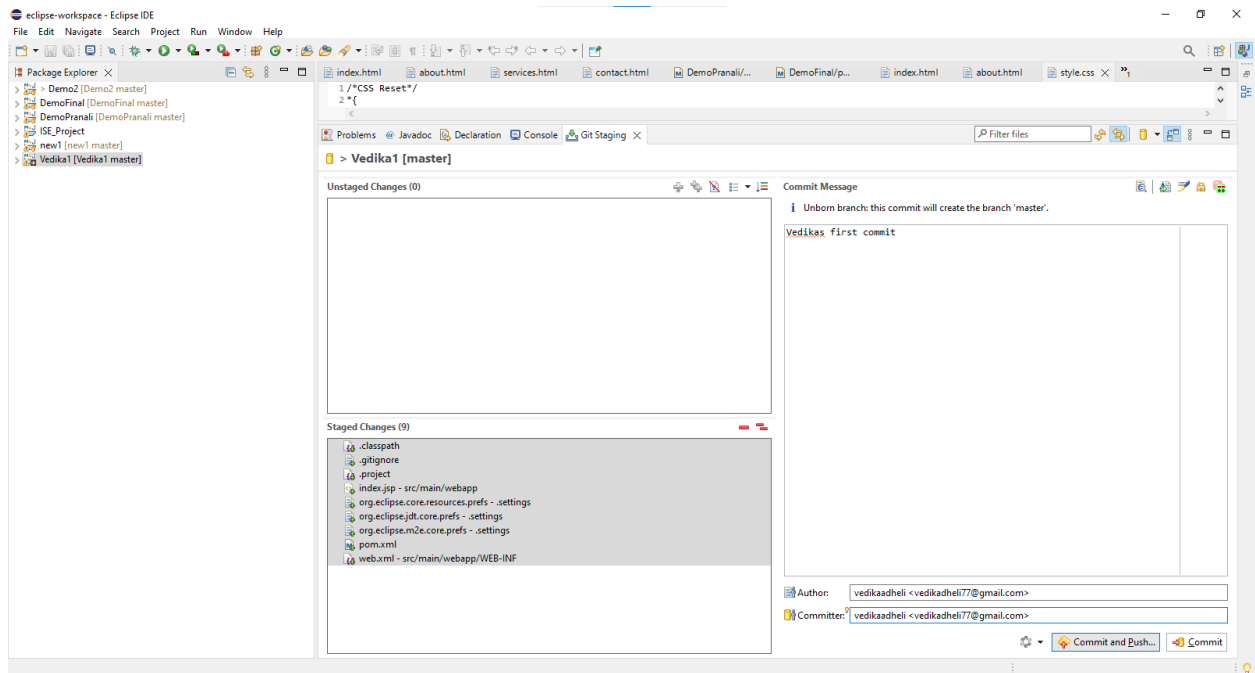 eclipse-workspace - Eclipse IDE
File Edit Navigate Search Project Run Window Help
Package Explorer
> Demo2 [Demo2 master]
DemoFinal [DemoFinal master]
DemoPranali [DemoPranali master]
ISE_Project
new1 [new1 master]
Vedika1 [Vedika1 master]
index.html about.html services.html contact.html DemoPranali/... DemoFinal/p... index.html about.html style.css »1
1 /*CSS Reset*/
2 *{
Problems @ Javadoc Declaration Console Git Staging
Filter files
> Vedika1 [master]
Unstaged Changes (0)
Staged Changes (9)
.classpath
.gitignore
.project
index.jsp - src/main/webapp
org.eclipse.core.resources.prefs - .settings
org.eclipse.jdt.core.prefs - .settings
org.eclipse.m2e.core.prefs - .settings
pom.xml
web.xml - src/main/webapp/WEB-INF
Commit Message
Unborn branch: this commit will create the branch 'master'.
Vedikas first commit
Author: vedikaadheli <vedikadheli77@gmail.com>
Committer: vedikaadheli <vedikadheli77@gmail.com>
Commit and Push... Commit